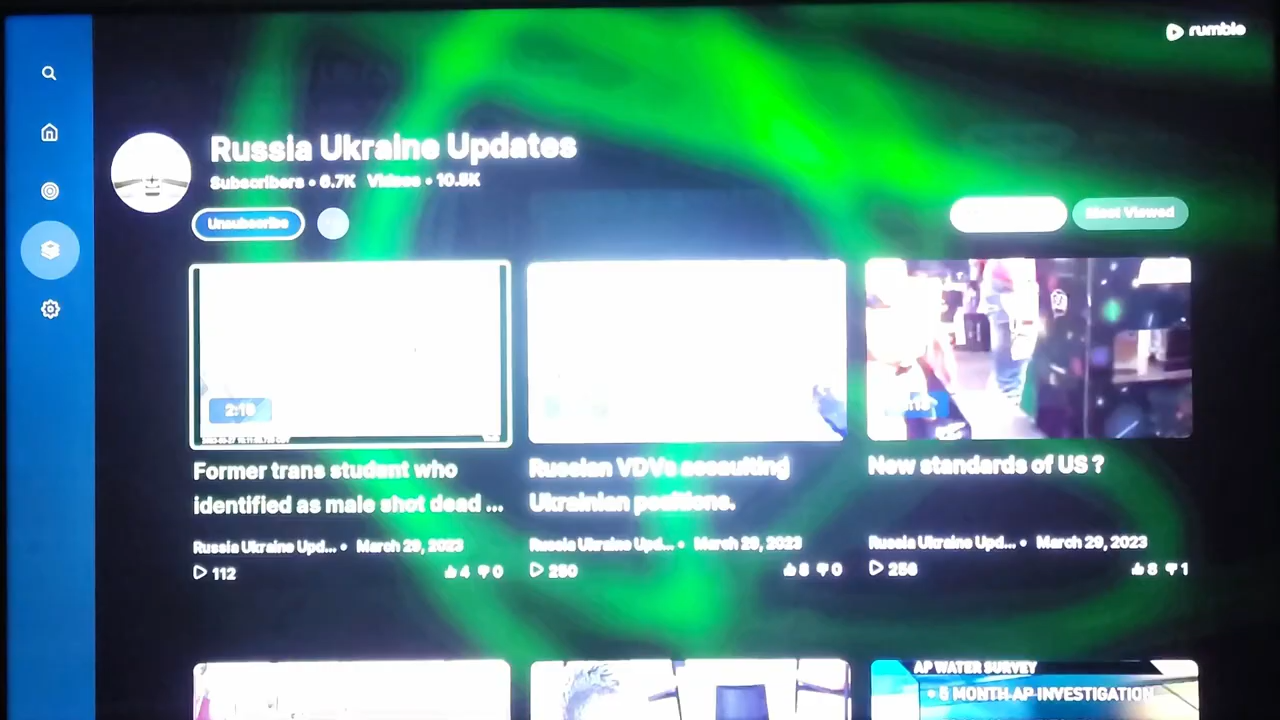 rumble
Russia Ukraine Updates
Subscribers • 6.7K Videos • 10.5K
Unsubscribe
Most Viewed
2:15
Former trans student who
identified as male shot dead ...
Russian VDVs assaulting
Ukrainian positions.
New standards of US ?
Russia Ukraine Upd... • March 29, 2023
Russia Ukraine Upd... • March 29, 2023
Russia Ukraine Upd... • March 29, 2023
112 4 0
250 8 0
256 8 1
AP WATER SURVEY
• 5 MONTH AP INVESTIGATION